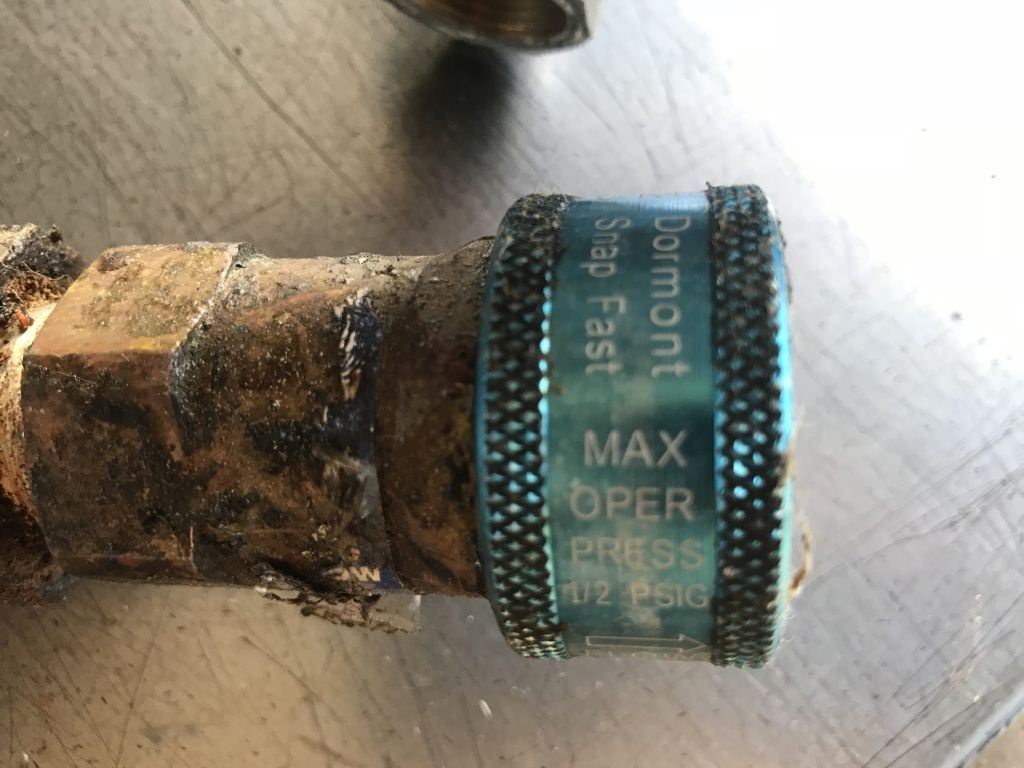 Dormont
Snap Fast
MAX
OPER
PRESS
1/2 PSIG